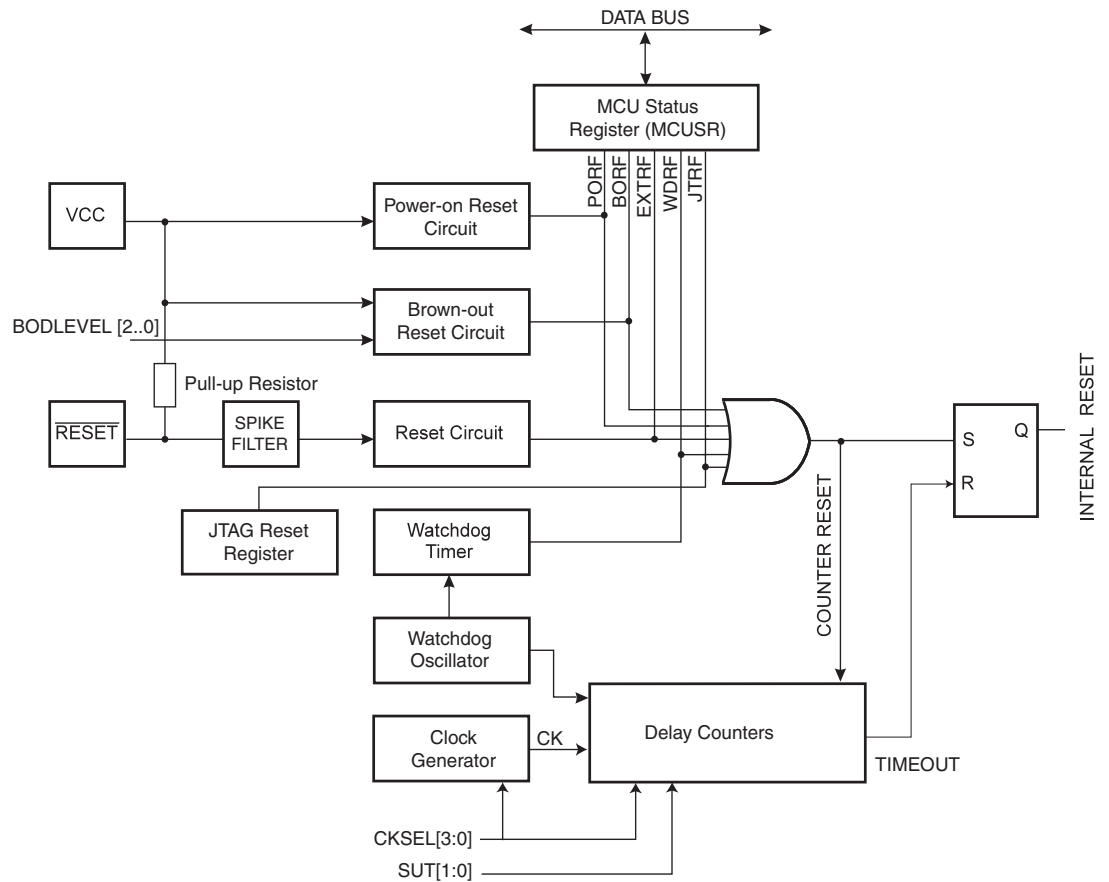 DATA BUS
MCU Status
Register (MCUSR)
PORF
BORF
EXTRF
WDRF
JTRF
VCC
Power-on Reset
Circuit
Brown-out
Reset Circuit
BODLEVEL [2..0]
Pull-up Resistor
RESET
SPIKE
FILTER
Reset Circuit
JTAG Reset
Register
Watchdog
Timer
Watchdog
Oscillator
Clock
Generator
CK
Delay Counters
COUNTER RESET
S
Q
R
INTERNAL RESET
TIMEOUT
CKSEL[3:0]
SUT[1:0]